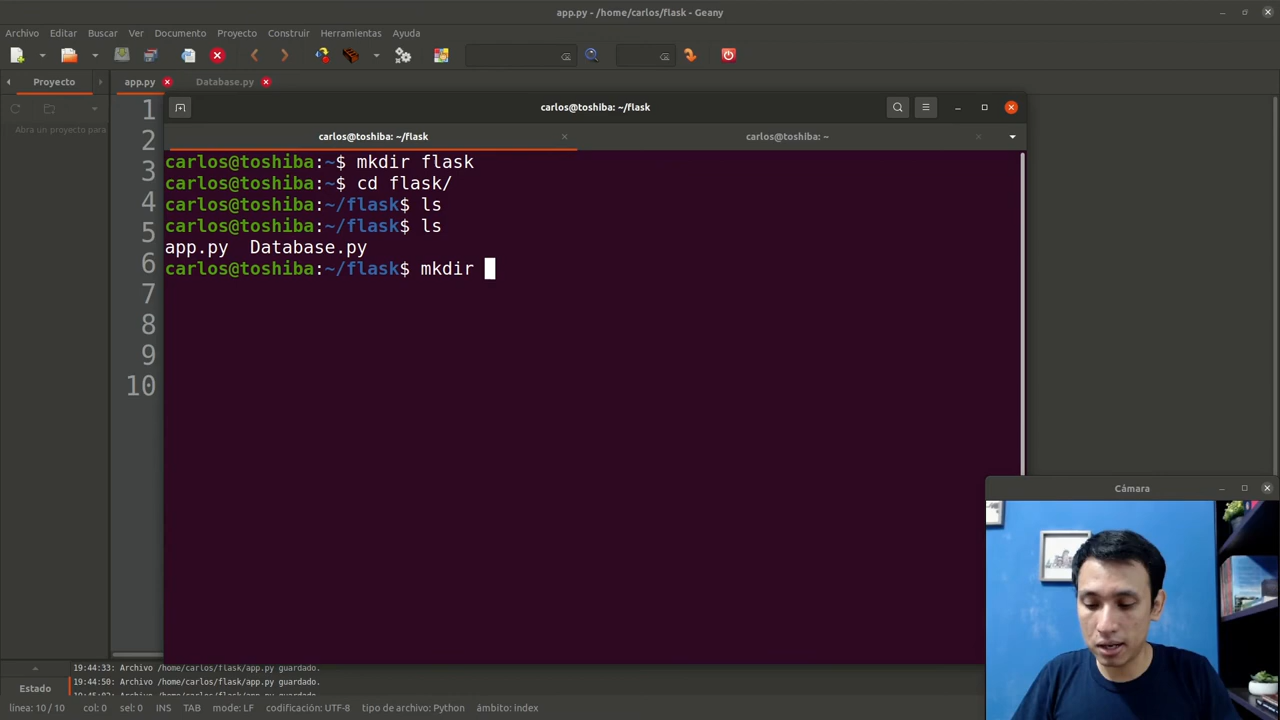 app.py - /home/carlos/flask - Geany
Archivo Editar Buscar Ver Documento Proyecto Construir Herramientas Ayuda
Proyecto app.py Database.py
Abra un proyecto para
1
2
3
4
5
6
7
8
9
10
carlos@toshiba: ~/flask
carlos@toshiba: ~/flask carlos@toshiba: ~
carlos@toshiba:~$ mkdir flask
carlos@toshiba:~$ cd flask/
carlos@toshiba:~/flask$ ls
carlos@toshiba:~/flask$ ls
app.py Database.py
carlos@toshiba:~/flask$ mkdir
Cámara
19:44:33: Archivo /home/carlos/flask/app.py guardado.
19:44:50: Archivo /home/carlos/flask/app.py guardado.
Estado
línea: 10 / 10 col: 0 sel: 0 INS TAB mode: LF codificación: UTF-8 tipo de archivo: Python ámbito: index